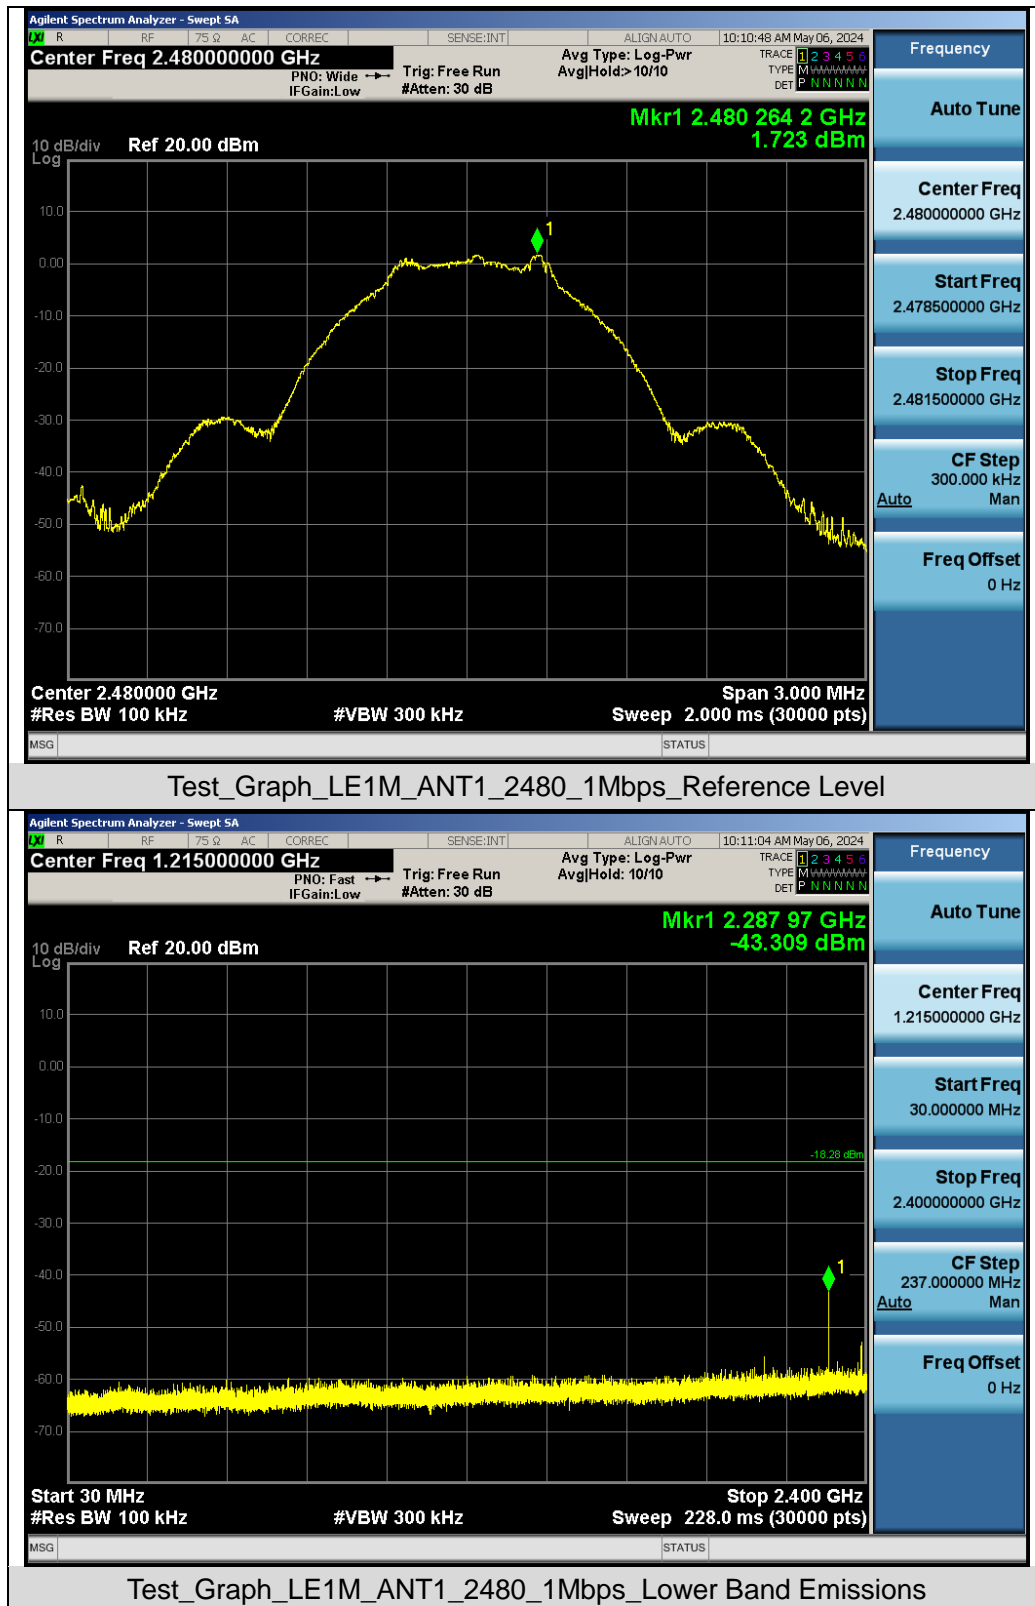 Agilent Spectrum Analyzer - Swept SA
LXI R RF 75 Ω AC CORREC SENSE:INT ALIGN AUTO 10:10:48 AM May 06, 2024
Center Freq 2.480000000 GHz
PNO: Wide
IFGain:Low
Trig: Free Run
#Atten: 30 dB
Avg Type: Log-Pwr
Avg|Hold:>10/10
TRACE 1 2 3 4 5 6
TYPE M
DET P N N N N N
Mkr1 2.480 264 2 GHz
1.723 dBm
10 dB/div
Log
Ref 20.00 dBm
10.0
0.00
-10.0
-20.0
-30.0
-40.0
-50.0
-60.0
-70.0
1
Center 2.480000 GHz
Span 3.000 MHz
#Res BW 100 kHz
#VBW 300 kHz
Sweep 2.000 ms (30000 pts)
MSG
STATUS
Frequency
Auto Tune
Center Freq
2.480000000 GHz
Start Freq
2.478500000 GHz
Stop Freq
2.481500000 GHz
CF Step
300.000 kHz
Auto Man
Freq Offset
0 Hz
Test_Graph_LE1M_ANT1_2480_1Mbps_Reference Level
Agilent Spectrum Analyzer - Swept SA
LXI R RF 75 Ω AC CORREC SENSE:INT ALIGN AUTO 10:11:04 AM May 06, 2024
Center Freq 1.215000000 GHz
PNO: Fast
IFGain:Low
Trig: Free Run
#Atten: 30 dB
Avg Type: Log-Pwr
Avg|Hold: 10/10
TRACE 1 2 3 4 5 6
TYPE M
DET P N N N N N
Mkr1 2.287 97 GHz
-43.309 dBm
10 dB/div
Log
Ref 20.00 dBm
10.0
0.00
-10.0
-20.0
-30.0
-40.0
-50.0
-60.0
-70.0
-18.28 dBm
1
Start 30 MHz
Stop 2.400 GHz
#Res BW 100 kHz
#VBW 300 kHz
Sweep 228.0 ms (30000 pts)
MSG
STATUS
Frequency
Auto Tune
Center Freq
1.215000000 GHz
Start Freq
30.000000 MHz
Stop Freq
2.400000000 GHz
CF Step
237.000000 MHz
Auto Man
Freq Offset
0 Hz
Test_Graph_LE1M_ANT1_2480_1Mbps_Lower Band Emissions